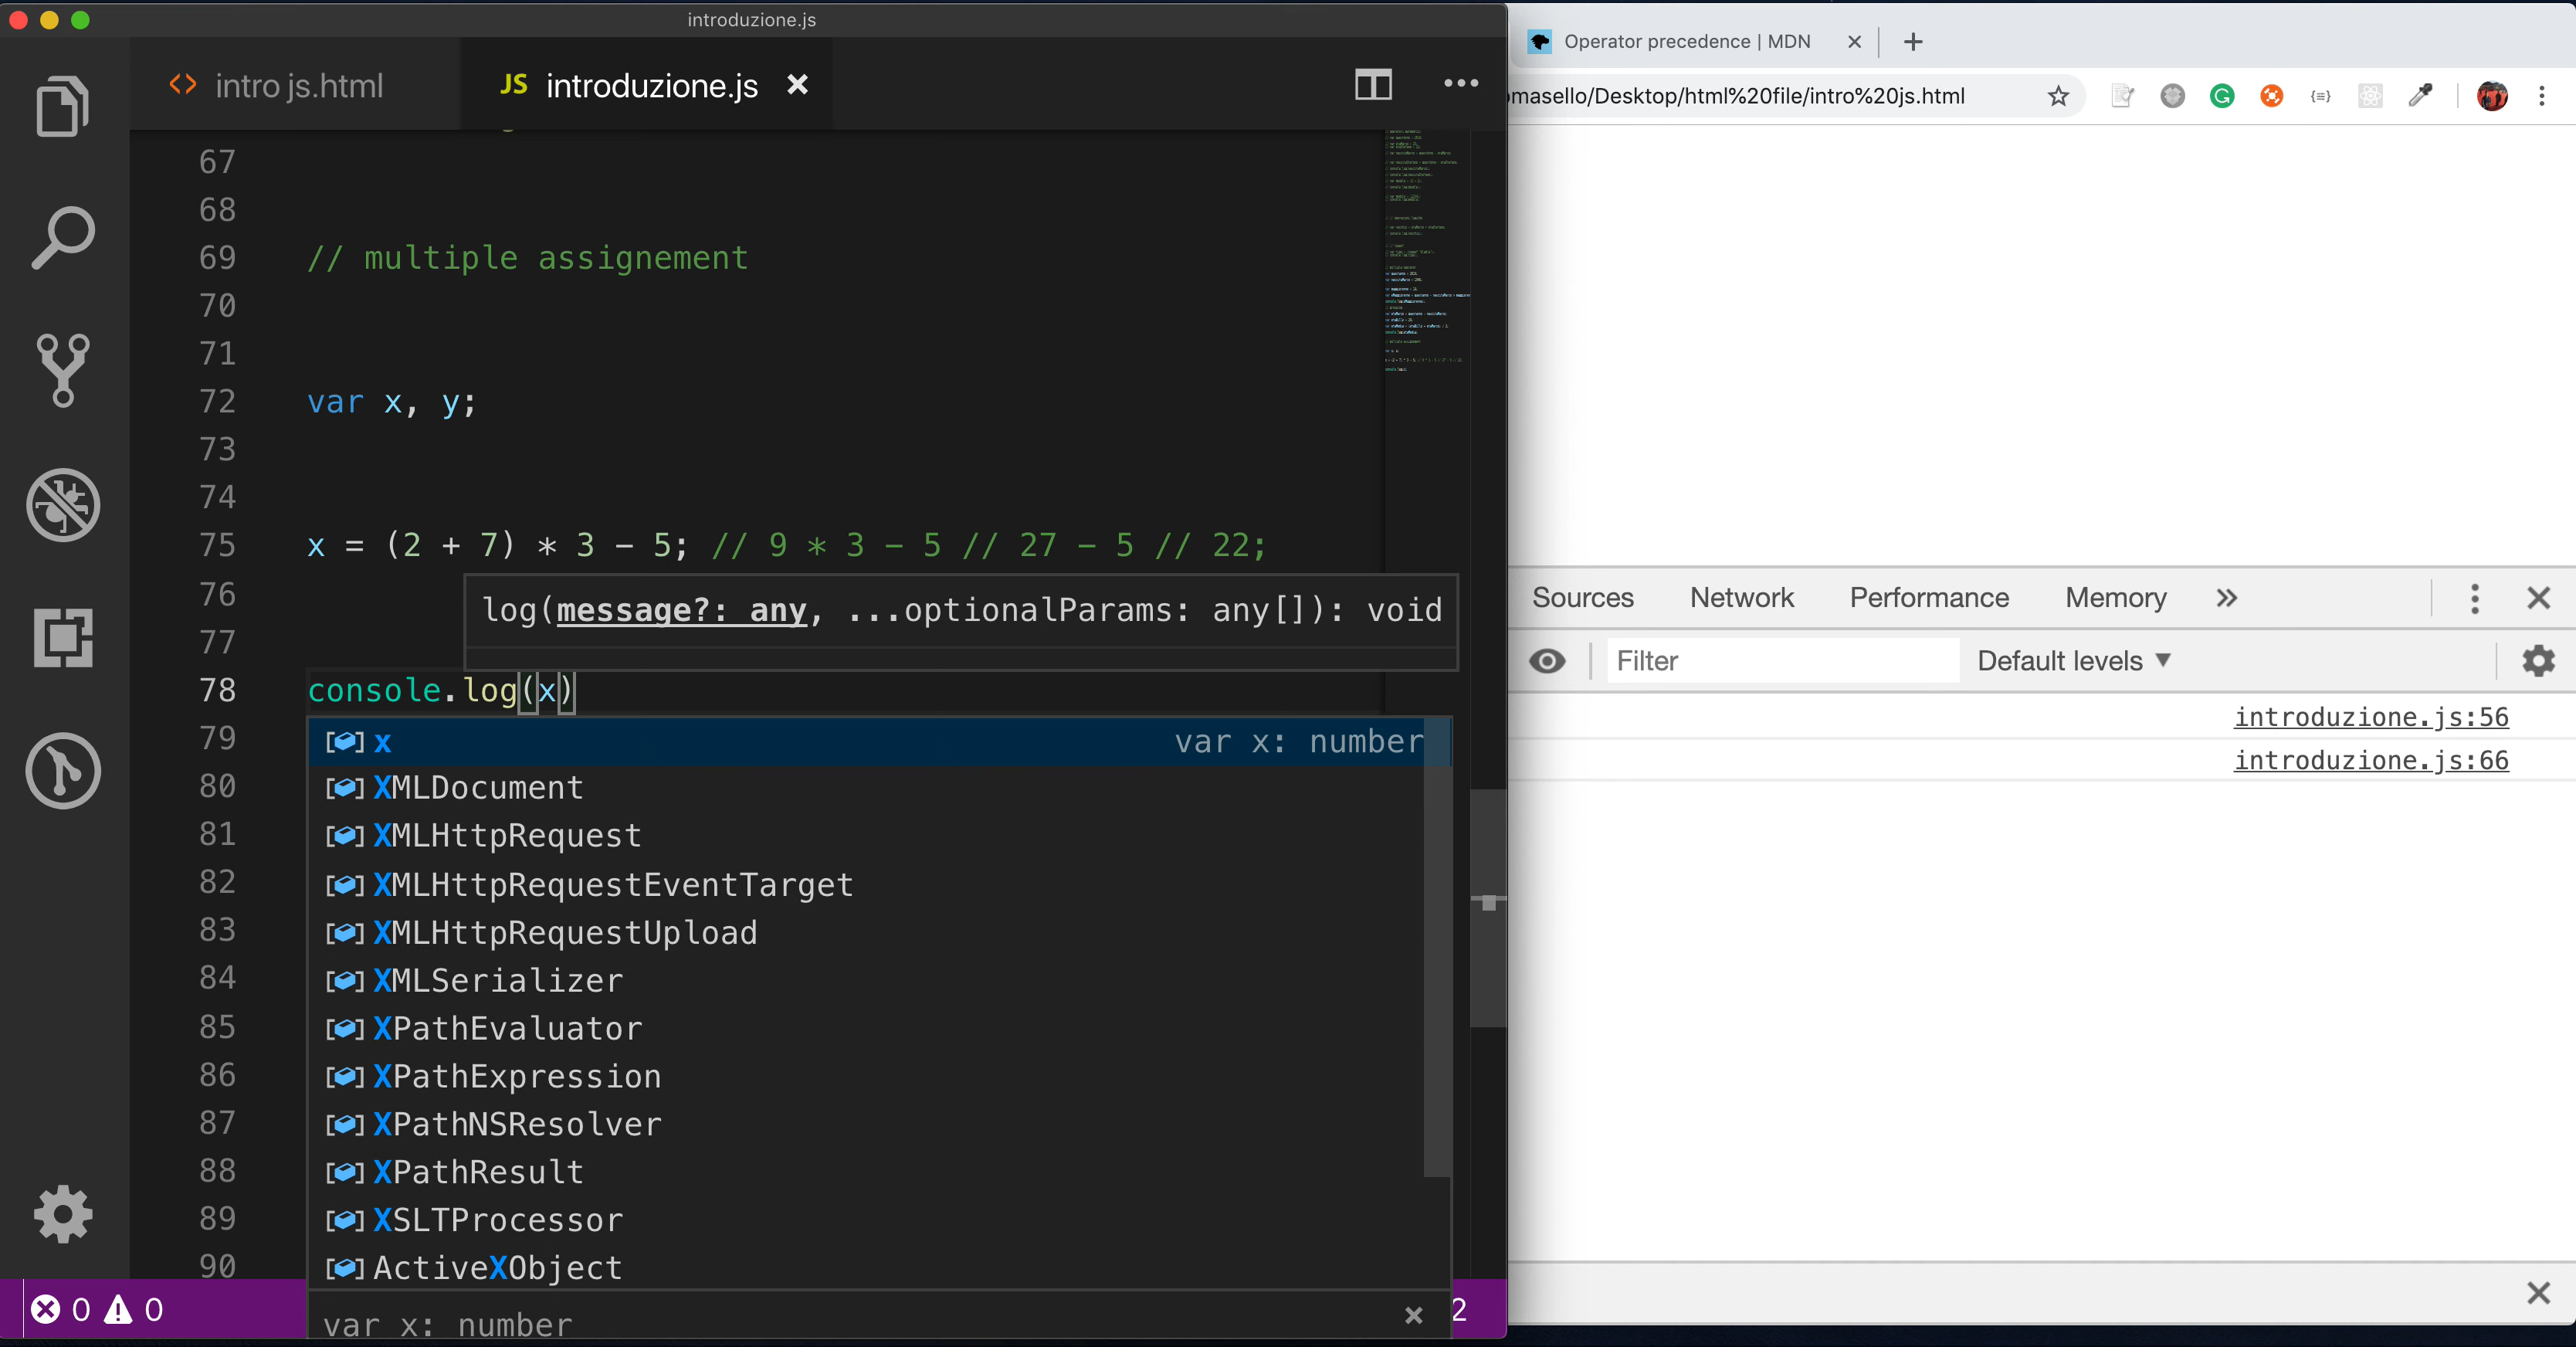 introduzione.js
intro js.html
JS introduzione.js
67
68
69 // multiple assignement
70
71
72 var x, y;
73
74
75 x = (2 + 7) * 3 - 5; // 9 * 3 - 5 // 27 - 5 // 22;
76
log(message?: any, ...optionalParams: any[]): void
77
78 console.log(x)
79 x var x: number
80 XMLDocument
81 XMLHttpRequest
82 XMLHttpRequestEventTarget
83 XMLHttpRequestUpload
84 XMLSerializer
85 XPathEvaluator
86 XPathExpression
87 XPathNSResolver
88 XPathResult
89 XSLTProcessor
90 ActiveXObject
var x: number
0 0
2
Operator precedence | MDN
omasello/Desktop/html%20file/intro%20js.html
Sources Network Performance Memory
Filter Default levels
introduzione.js:56
introduzione.js:66